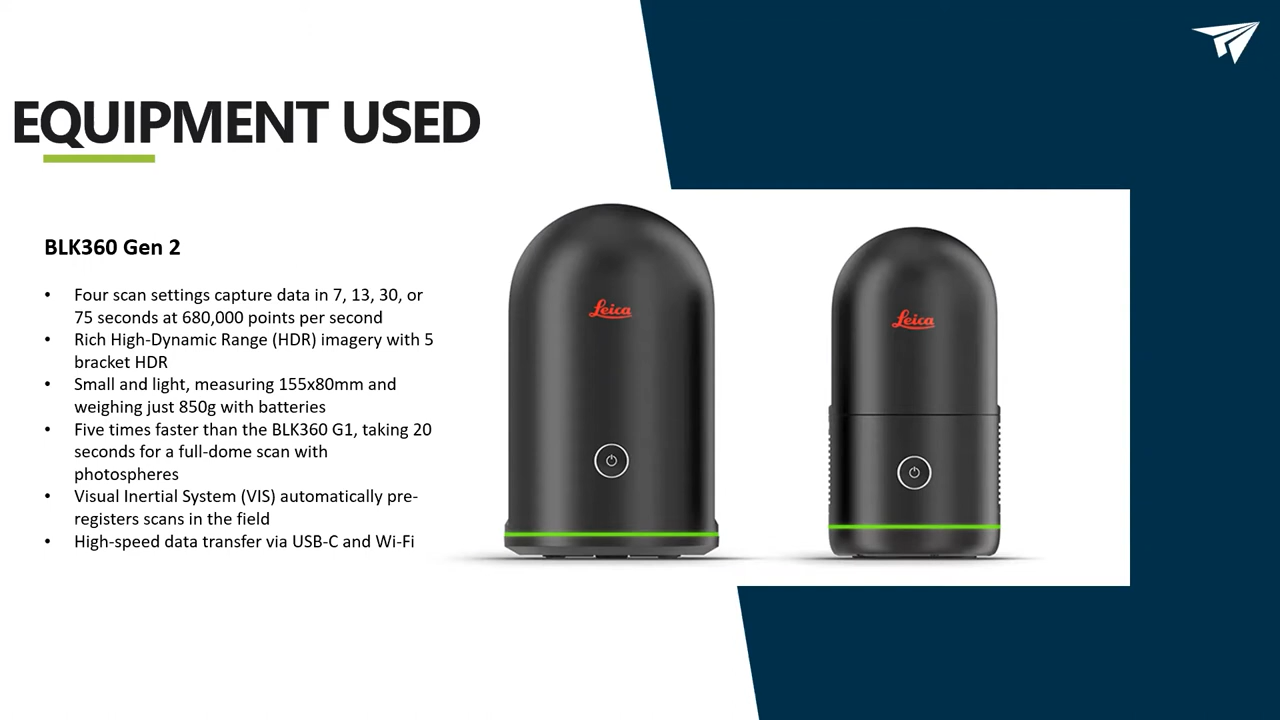 EQUIPMENT USED
BLK360 Gen 2
• Four scan settings capture data in 7, 13, 30, or
75 seconds at 680,000 points per second
• Rich High-Dynamic Range (HDR) imagery with 5
bracket HDR
• Small and light, measuring 155x80mm and
weighing just 850g with batteries
• Five times faster than the BLK360 G1, taking 20
seconds for a full-dome scan with
photospheres
• Visual Inertial System (VIS) automatically pre-
registers scans in the field
• High-speed data transfer via USB-C and Wi-Fi
Leica
Leica